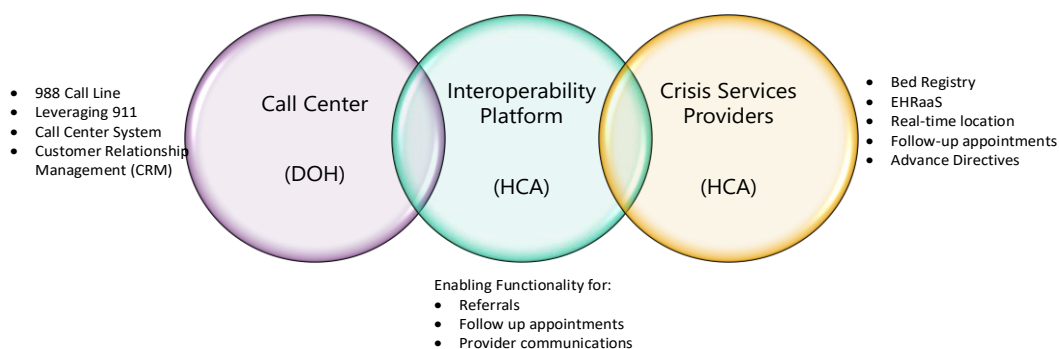 • 988 Call Line
• Leveraging 911
• Call Center System
• Customer Relationship
Management (CRM)
Call Center
(DOH)
Interoperability
Platform
(HCA)
Crisis Services
Providers
(HCA)
• Bed Registry
• EHRaaS
• Real-time location
• Follow-up appointments
• Advance Directives
Enabling Functionality for:
• Referrals
• Follow up appointments
• Provider communications